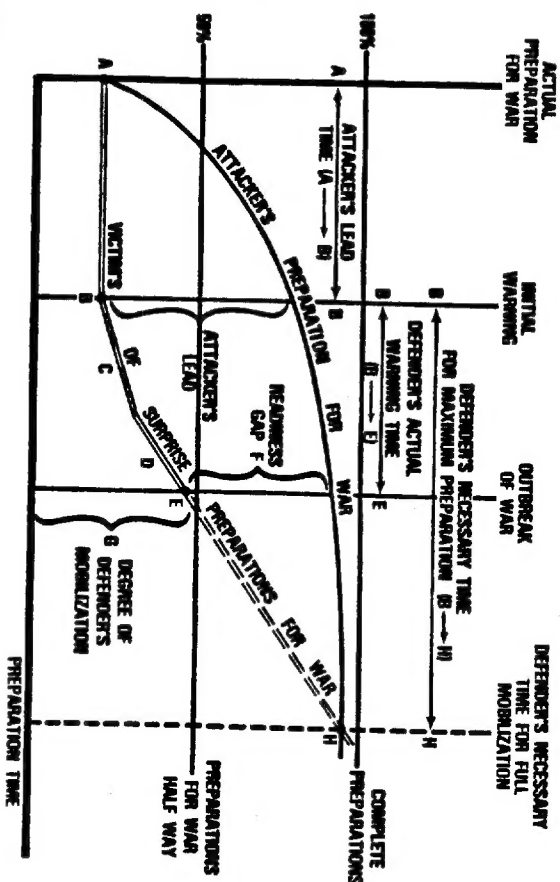 ACTUAL
PREPARATION
FOR WAR
INITIAL
WARNING
OUTBREAK
OF WAR
DEFENDER'S NECESSARY
TIME FOR FULL
MOBILIZATION
B
H
DEFENDER'S NECESSARY TIME
FOR MAXIMUM PREPARATION (B → H)
100%
COMPLETE
PREPARATIONS
A
B
B
E
ATTACKER'S LEAD
TIME (A → B)
DEFENDER'S ACTUAL
WARNING TIME
(B → E)
ATTACKER'S PREPARATION FOR WAR
H
READINESS
GAP F
ATTACKER'S
LEAD
50%
PREPARATIONS
FOR WAR
HALF WAY
A
VICTIM'S
B
OF
C
SURPRISE
D
E
PREPARATIONS FOR WAR
G
DEGREE OF
DEFENDER'S
MOBILIZATION
PREPARATION TIME